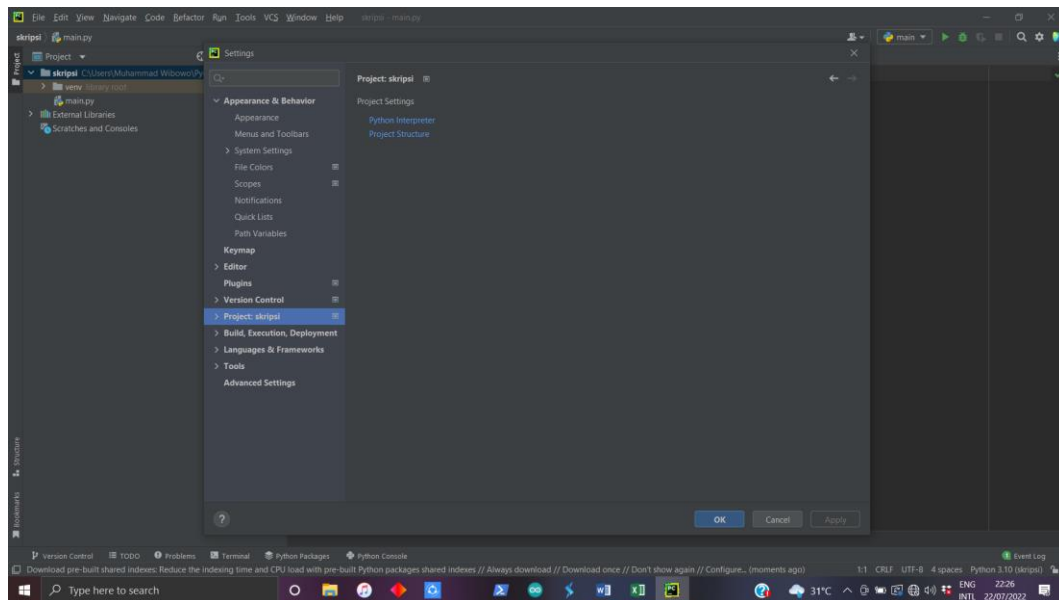 File Edit View Navigate Code Refactor Run Tools VCS Window Help skripsi - main.py
skripsi main.py main
Project
Settings
skripsi C:\Users\Muhammad Wibowo\Py
venv library root
main.py
External Libraries
Scratches and Consoles
Appearance & Behavior
Appearance
Menus and Toolbars
System Settings
File Colors
Scopes
Notifications
Quick Lists
Path Variables
Keymap
Editor
Plugins
Version Control
Project: skripsi
Build, Execution, Deployment
Languages & Frameworks
Tools
Advanced Settings
Project: skripsi
Project Settings
Python Interpreter
Project Structure
? OK Cancel Apply
Project
Structure
Bookmarks
Version Control TODO Problems Terminal Python Packages Python Console Event Log
Download pre-built shared indexes: Reduce the indexing time and CPU load with pre-built Python packages shared indexes // Always download // Download once // Don't show again // Configure... (moments ago) 1:1 CRLF UTF-8 4 spaces Python 3.10 (skripsi)
Type here to search 31°C ENG 22:26
INTL 22/07/2022